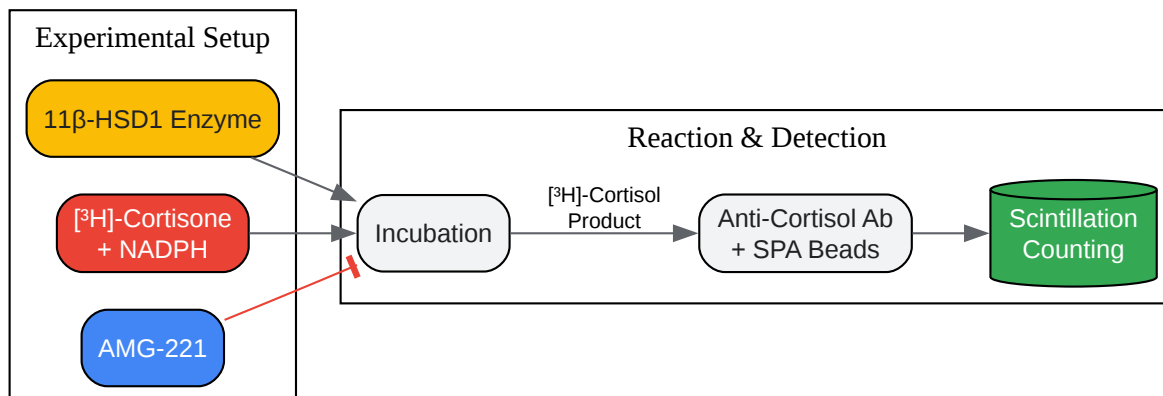 Experimental Setup
11β-HSD1 Enzyme
[³H]-Cortisone
+ NADPH
AMG-221
Reaction & Detection
Incubation
[³H]-Cortisol
Product
Anti-Cortisol Ab
+ SPA Beads
Scintillation
Counting